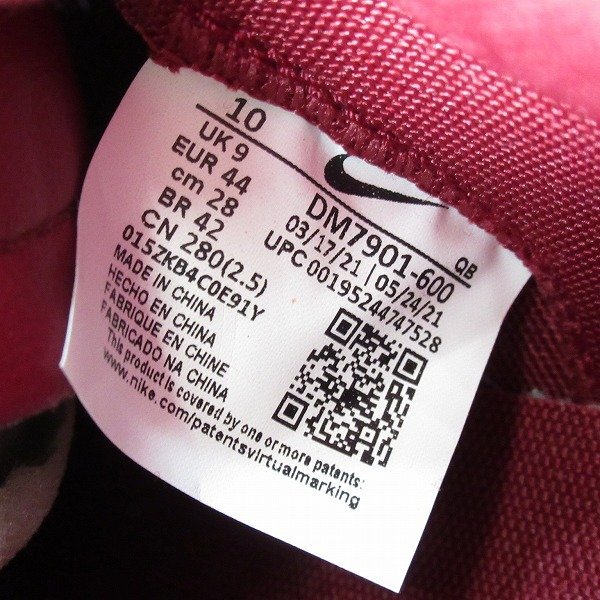 10
UK 9
EUR 44
cm 28
BR 42
CN 280(2.5)
015ZKB4C0E91Y
MADE IN CHINA
HECHO EN CHINA
FABRIQUE EN CHINE
FABRICADO NA CHINA
This product is covered by one or more patents:
www.nike.com/patentsvirtualmarking
DM7901-600
QB
03/17/21 | 05/24/21
UPC 00195244747528